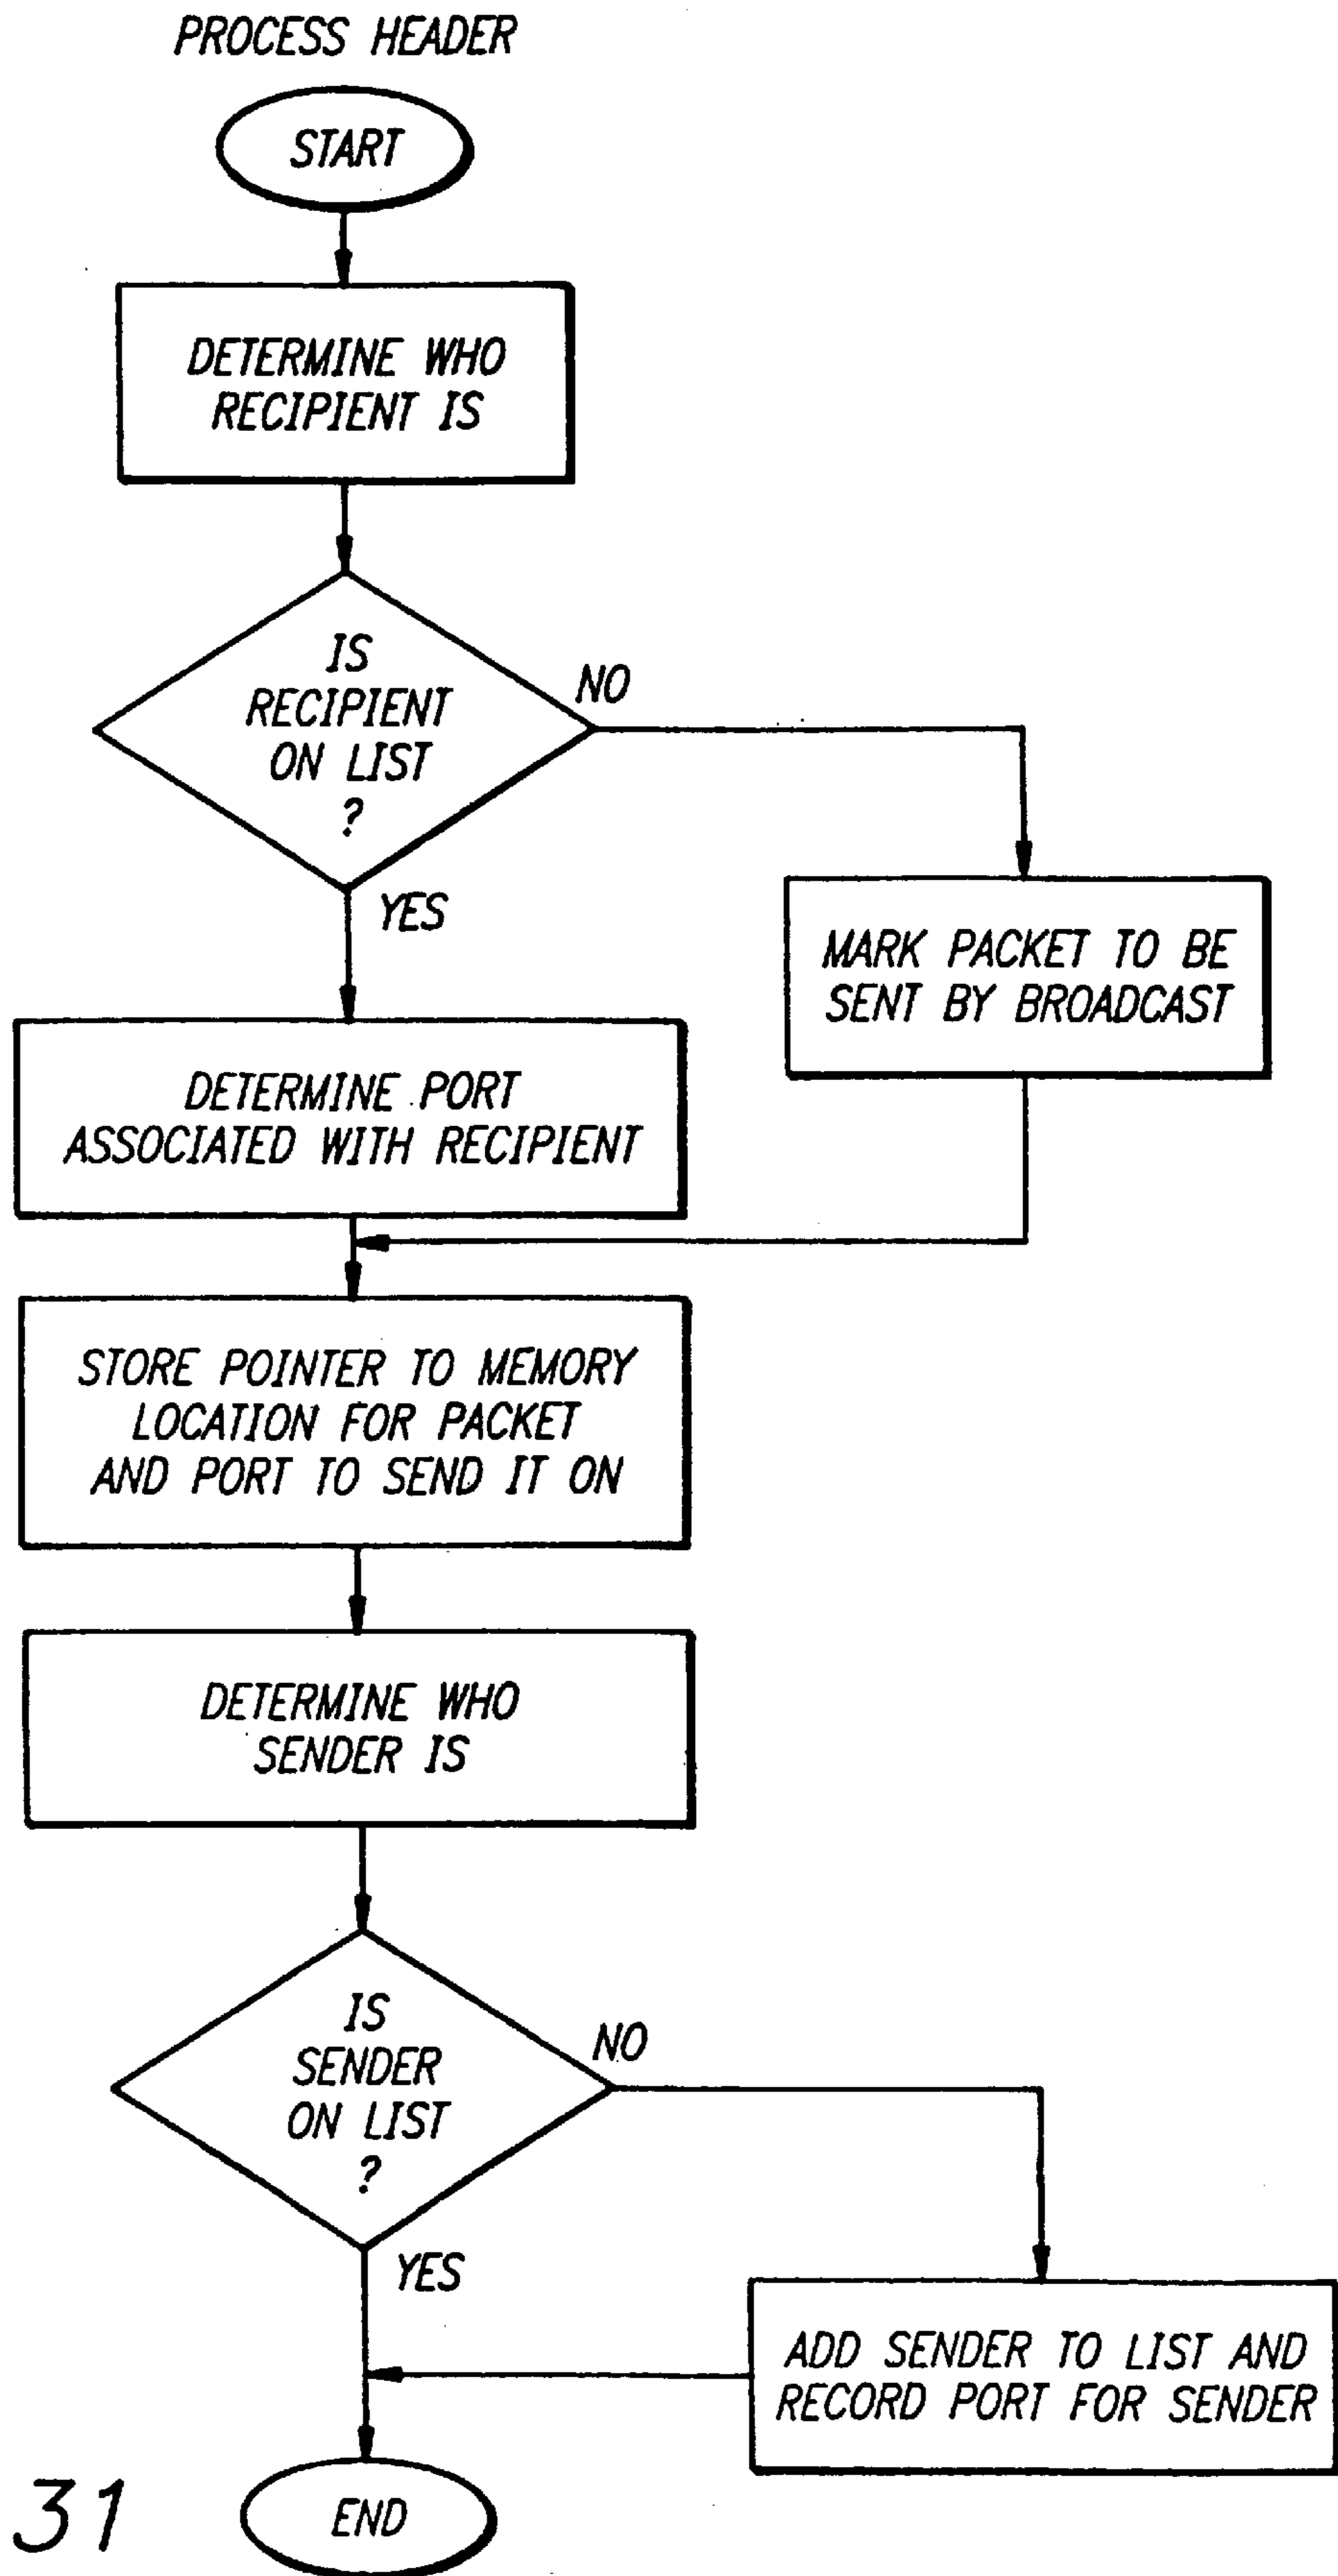 PROCESS HEADER
START
DETERMINE WHO
RECIPIENT IS
IS
RECIPIENT
ON LIST
?
NO
YES
MARK PACKET TO BE
SENT BY BROADCAST
DETERMINE PORT
ASSOCIATED WITH RECIPIENT
STORE POINTER TO MEMORY
LOCATION FOR PACKET
AND PORT TO SEND IT ON
DETERMINE WHO
SENDER IS
IS
SENDER
ON LIST
?
NO
YES
ADD SENDER TO LIST AND
RECORD PORT FOR SENDER
END
31